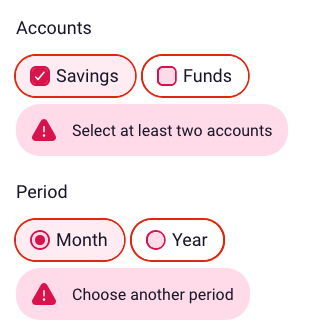 Accounts
Savings Funds
Select at least two accounts
Period
Month Year
Choose another period